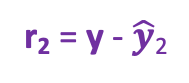 r₂ = y - ŷ₂